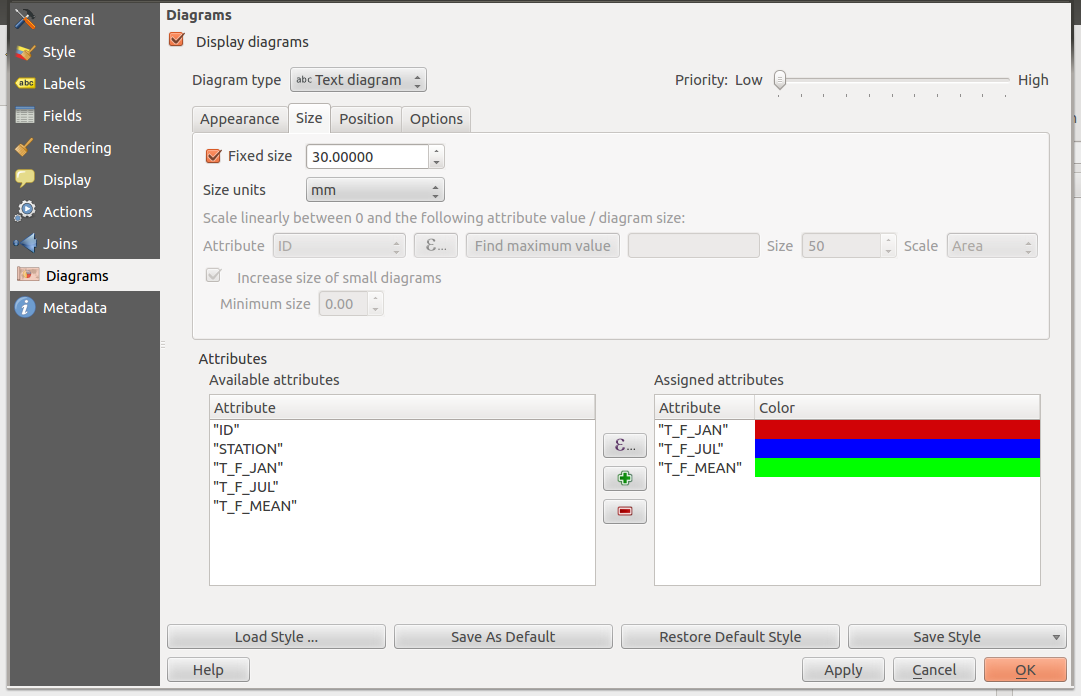 General
Style
abc Labels
Fields
Rendering
Display
Actions
Joins
Diagrams
i Metadata
Diagrams
Display diagrams
Diagram type abc Text diagram Priority: Low High
Appearance Size Position Options
Fixed size 30.00000
Size units mm
Scale linearly between 0 and the following attribute value / diagram size:
Attribute ID ε... Find maximum value Size 50 Scale Area
Increase size of small diagrams
Minimum size 0.00
Attributes
Available attributes
Attribute
"ID"
"STATION"
"T_F_JAN"
"T_F_JUL"
"T_F_MEAN"
ε...
Assigned attributes
Attribute Color
"T_F_JAN"
"T_F_JUL"
"T_F_MEAN"
Load Style ... Save As Default Restore Default Style Save Style
Help Apply Cancel OK